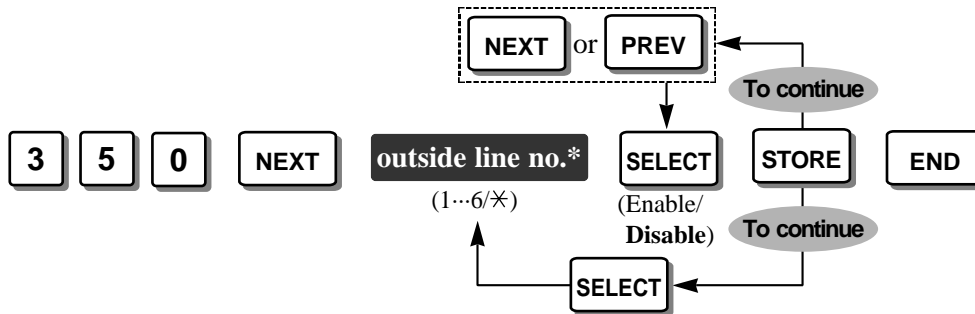 NEXT or PREV
To continue
3 5 0 NEXT outside line no.* SELECT STORE END
(1···6/✳) (Enable/
Disable) To continue
SELECT